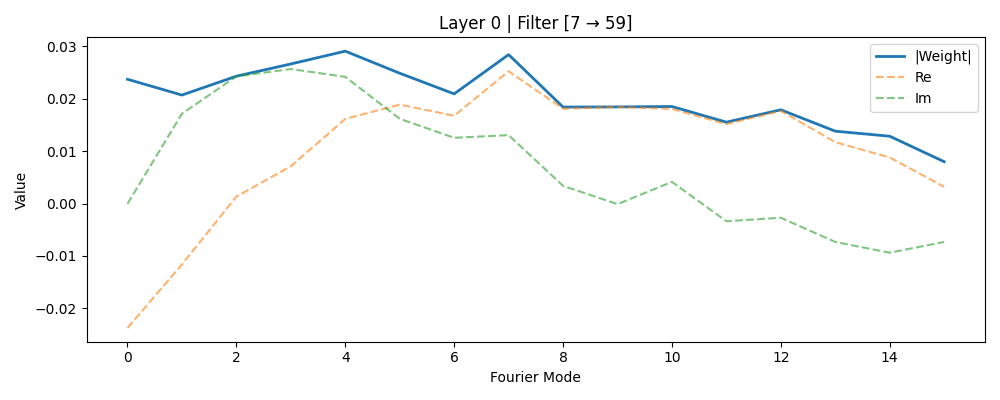 Layer 0 | Filter [7 → 59]
0.03
0.02
0.01
0.00
−0.01
−0.02
Value
|Weight|
Re
Im
0 2 4 6 8 10 12 14
Fourier Mode